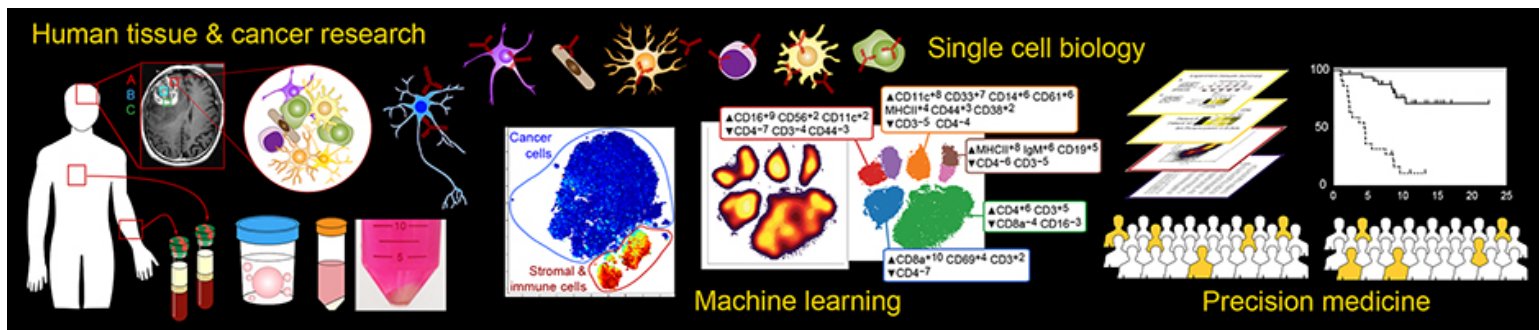 Human tissue & cancer research
A
B
C
10
5
Single cell biology
Cancer
cells
Stromal &
immune cells
▲CD16+9 CD56+2 CD11c+2
▼CD4-7 CD3-4 CD44-3
▲CD11c+8 CD33+7 CD14+6 CD61+6
MHCII+4 CD44+3 CD38+2
▼CD3-5 CD4-4
▲MHCII+8 IgM+6 CD19+5
▼CD4-6 CD3-5
▲CD4+6 CD3+5
▼CD8a-4 CD16-3
▲CD8a+10 CD69+4 CD3+2
▼CD4-7
Machine learning
100
50
0
0 5 10 15 20 25
Precision medicine